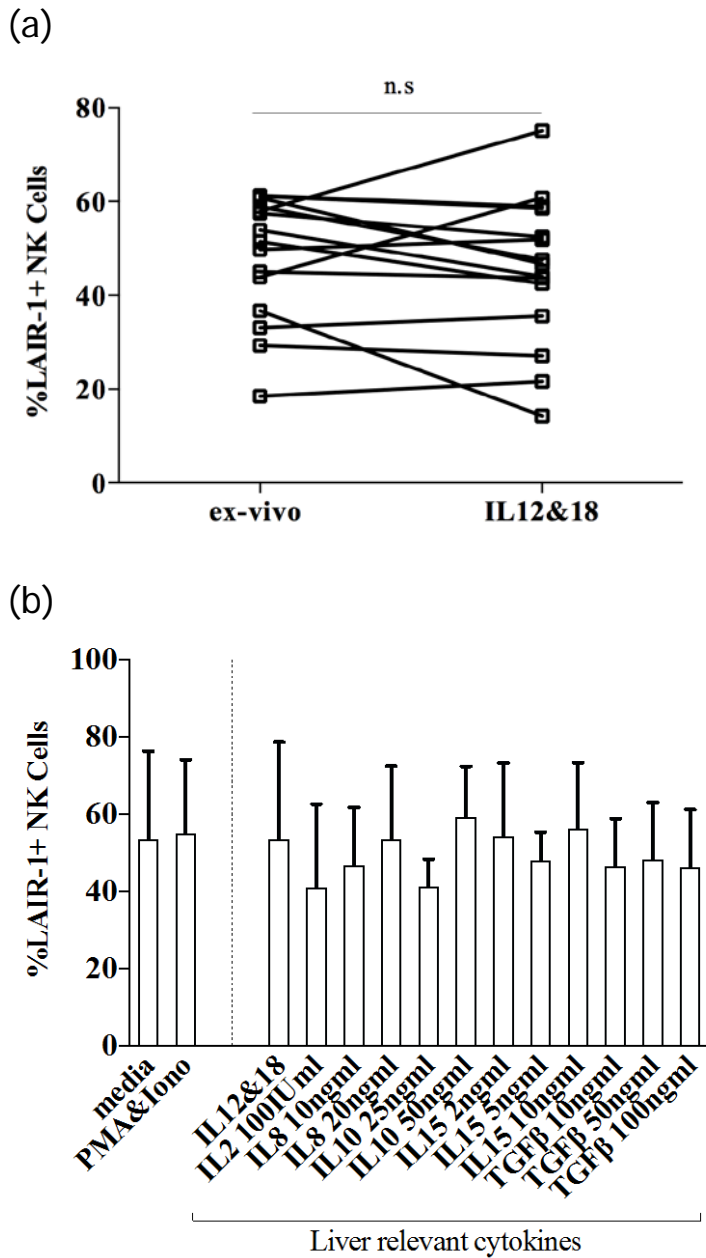 (a)
n.s
80
60
40
20
0
%LAIR-1+ NK Cells
ex-vivo
IL12&18
(b)
100
80
60
40
20
0
%LAIR-1+ NK Cells
media
PMA&Iono
IL12&18
IL2 100IUml
IL8 10ngml
IL8 20ngml
IL10 25ngml
IL10 50ngml
IL15 2ngml
IL15 5ngml
IL15 10ngml
TGFβ 10ngml
TGFβ 50ngml
TGFβ 100ngml
Liver relevant cytokines